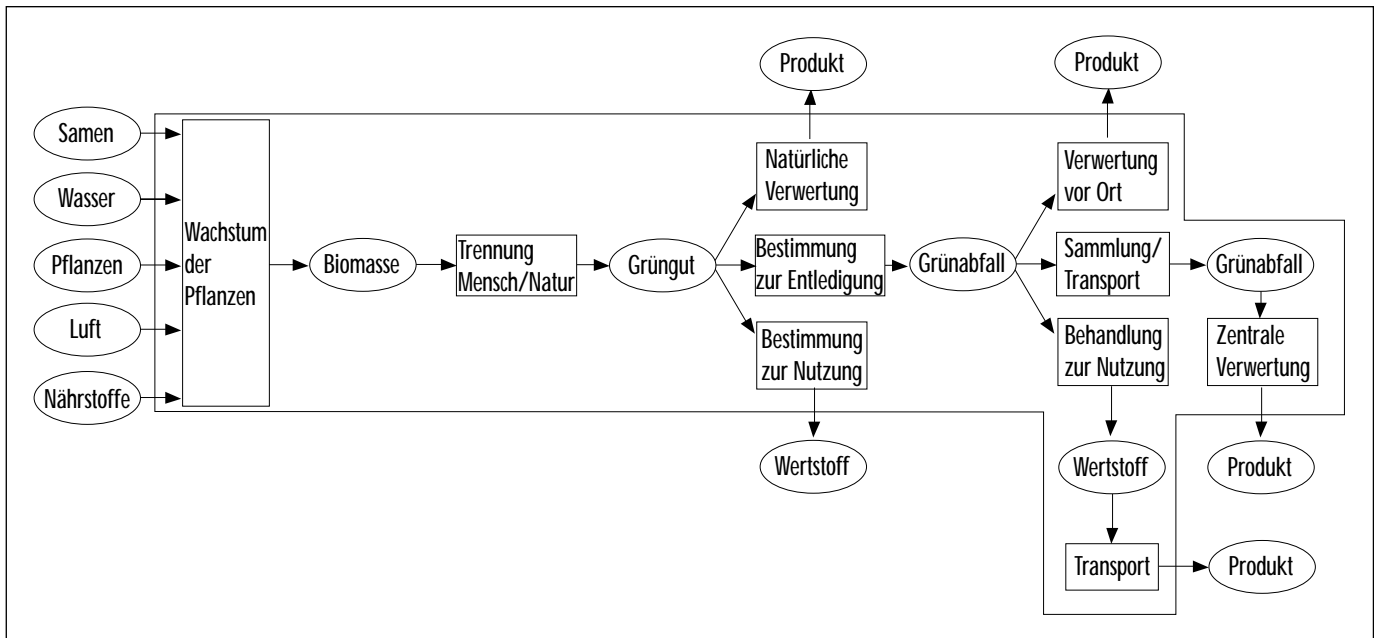 Produkt
Produkt
Samen
Wasser
Pflanzen
Luft
Nährstoffe
Wachstum
der
Pflanzen
Biomasse
Trennung
Mensch/Natur
Grüngut
Natürliche
Verwertung
Bestimmung
zur Entledigung
Bestimmung
zur Nutzung
Wertstoff
Grünabfall
Verwertung
vor Ort
Sammlung/
Transport
Behandlung
zur Nutzung
Grünabfall
Zentrale
Verwertung
Wertstoff
Produkt
Transport
Produkt